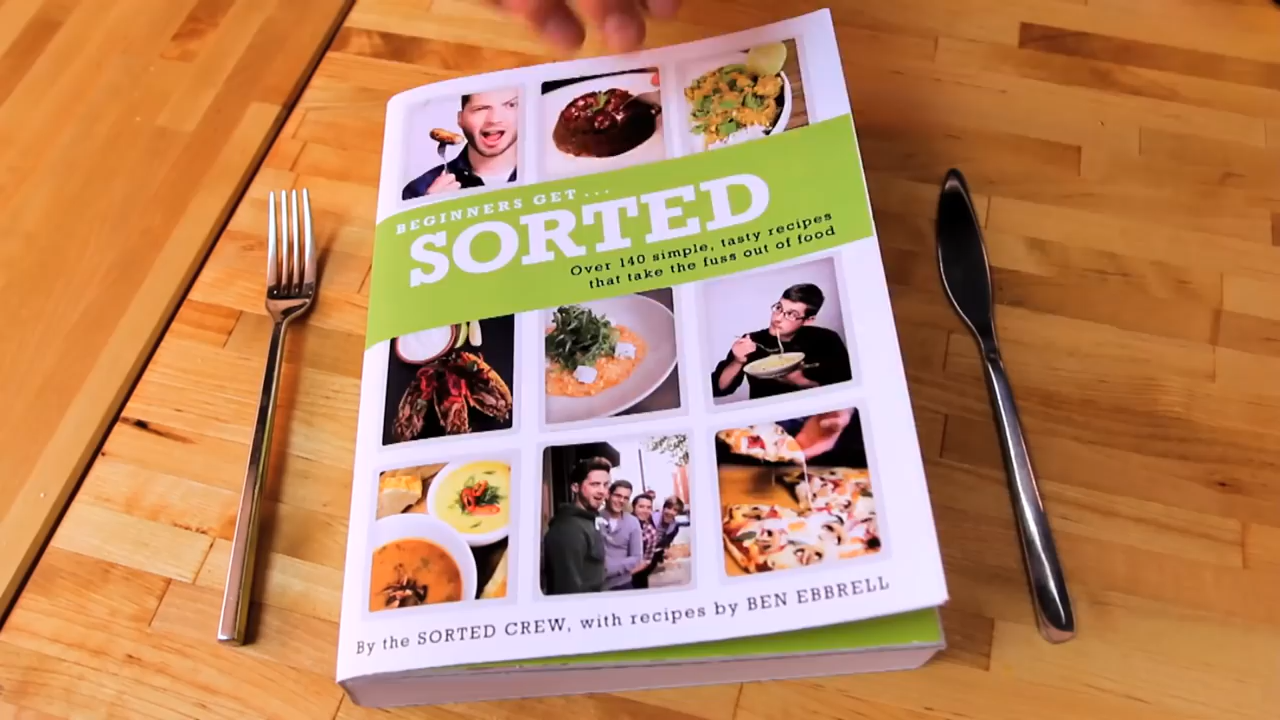 BEGINNERS GET...
SORTED
Over 140 simple, tasty recipes
that take the fuss out of food
By the SORTED CREW, with recipes by BEN EBBRELL